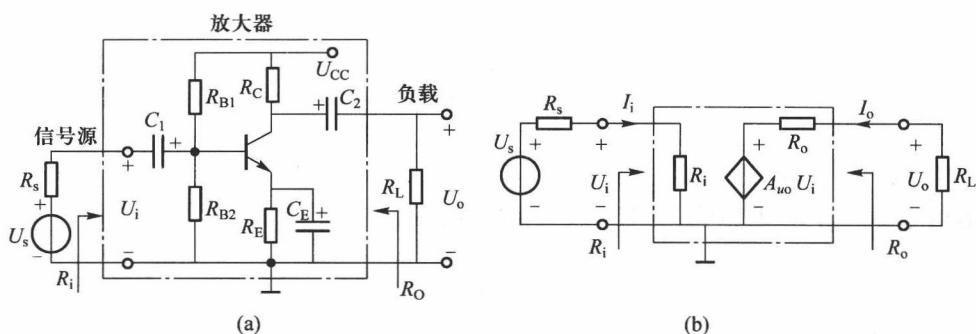 放大器
U_CC
R_B1
R_C
C_2
负载
信号源
C_1
R_s
U_i
R_B2
R_E
C_E
R_L
U_o
U_s
R_i
R_O
(a)
R_s
I_i
I_o
R_o
U_s
U_i
R_i
A_uo U_i
U_o
R_L
R_i
R_o
(b)